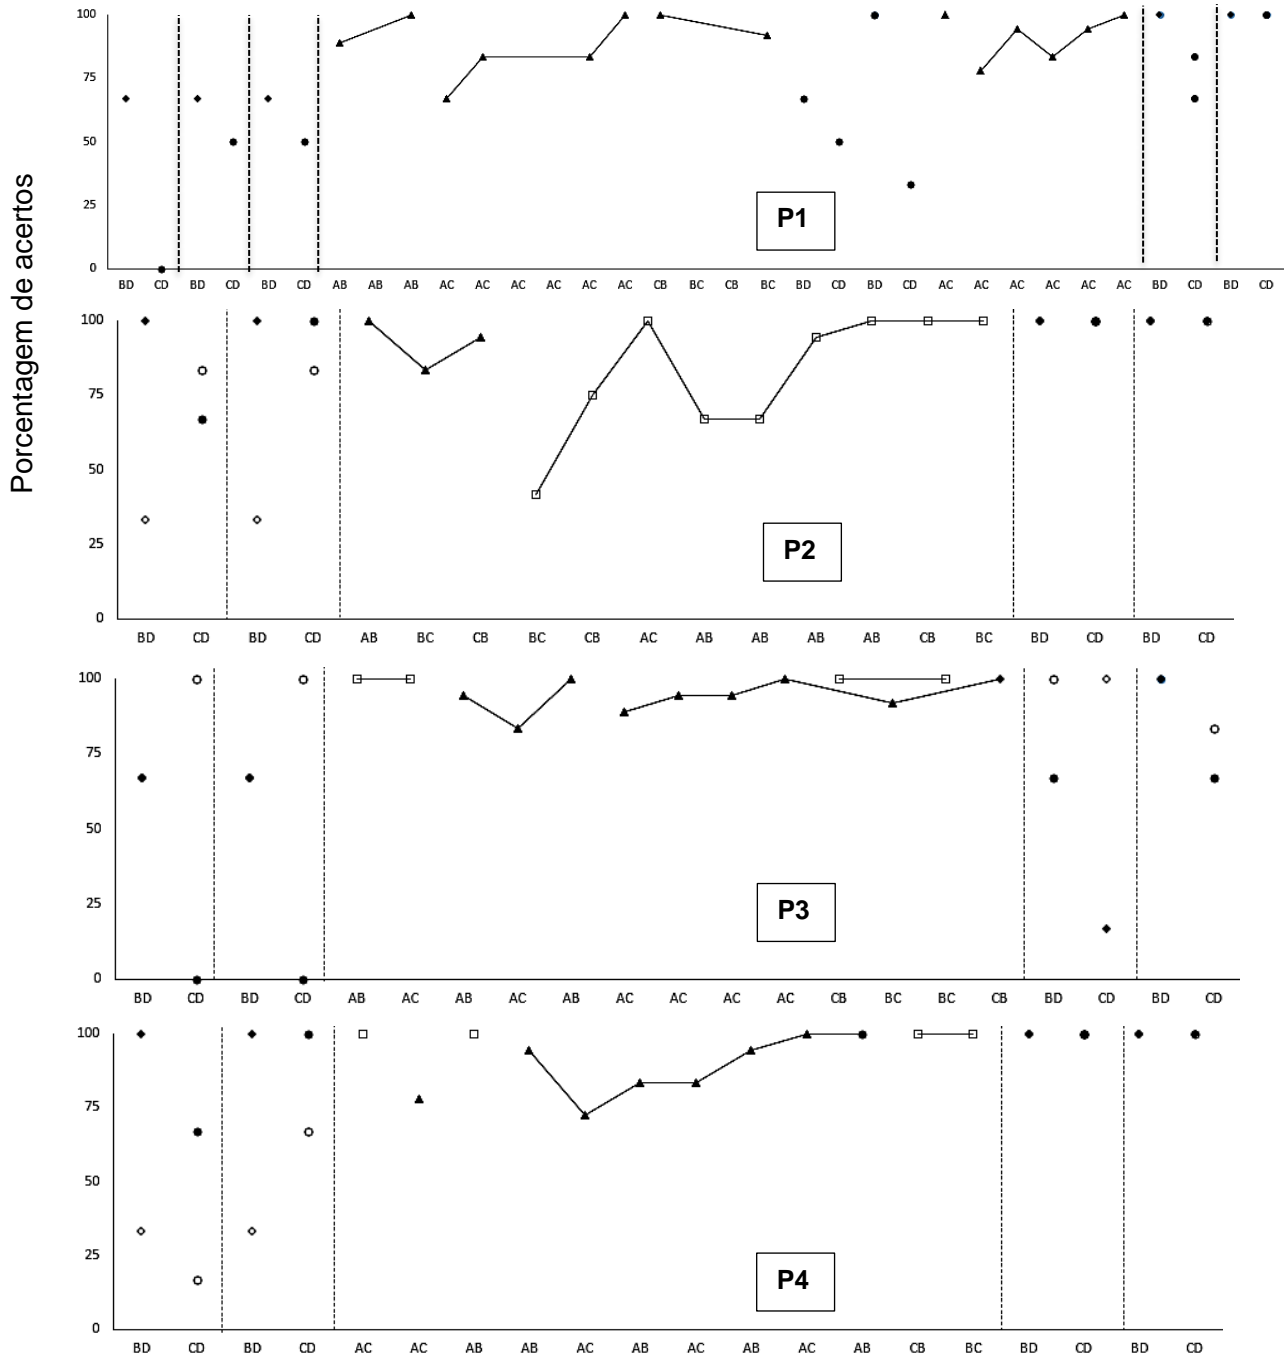 Porcentagem de acertos
100
75
50
25
0
P1
BD CD BD CD BD CD AB AB AB AC AC AC AC AC AC CB BC CB BC BD CD BD CD AC AC AC AC AC AC BD CD BD CD
100
75
50
25
0
P2
BD CD BD CD AB BC CB BC CB AC AB AB AB AB CB BC BD CD BD CD
100
75
50
25
0
P3
BD CD BD CD AB AC AB AC AB AC AC AC AC CB BC BC CB BD CD BD CD
100
75
50
25
0
P4
BD CD BD CD AC AC AB AB AC AB AC AB AC AB CB BC BD CD BD CD